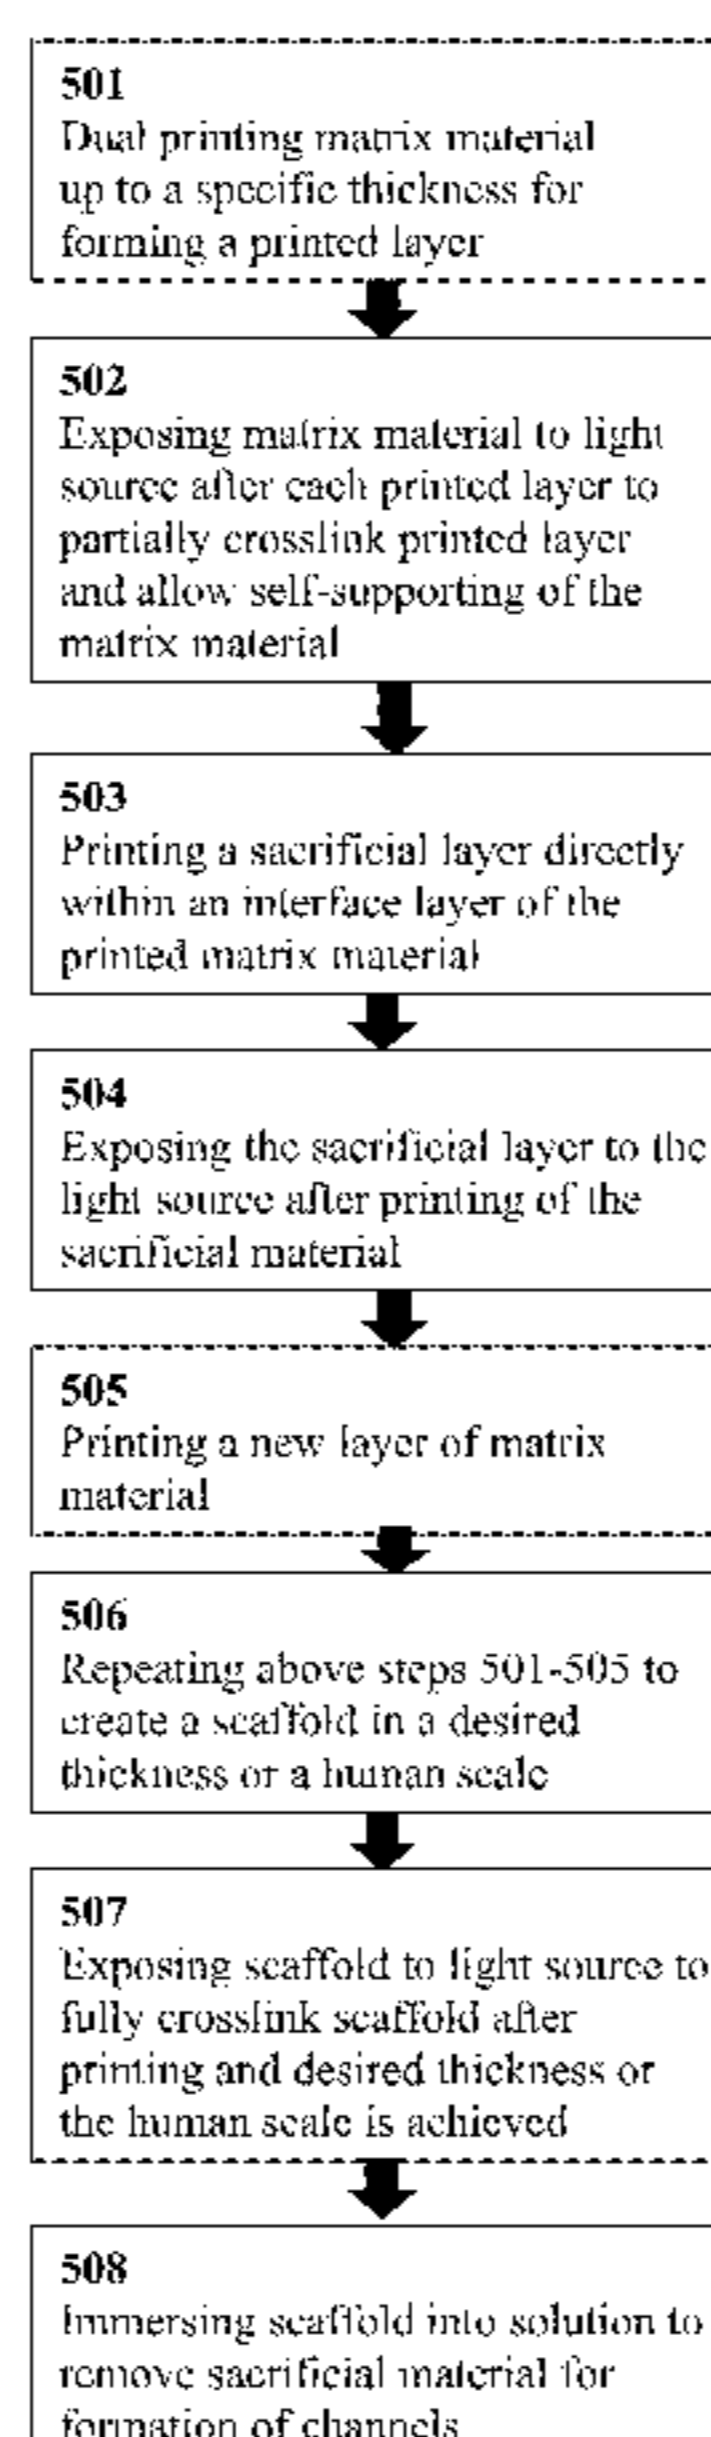 501
Dual printing matrix material
up to a specific thickness for
forming a printed layer
502
Exposing matrix material to light
source after each printed layer to
partially crosslink printed layer
and allow self-supporting of the
matrix material
503
Printing a sacrificial layer directly
within an interface layer of the
printed matrix material
504
Exposing the sacrificial layer to the
light source after printing of the
sacrificial material
505
Printing a new layer of matrix
material
506
Repeating above steps 501-505 to
create a scaffold in a desired
thickness or a human scale
507
Exposing scaffold to light source to
fully crosslink scaffold after
printing and desired thickness or
the human scale is achieved
508
Immersing scaffold into solution to
remove sacrificial material for
formation of channels